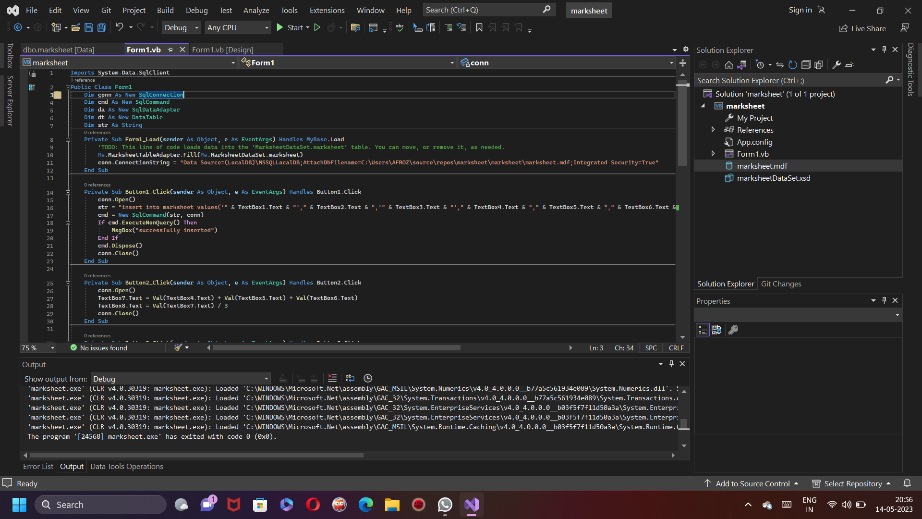 File Edit View Git Project Build Debug Test Analyze Tools Extensions Window Help Search (Ctrl+Q) marksheet Sign in
Debug Any CPU Start Live Share
dbo.marksheet [Data] Form1.vb Form1.vb [Design]
marksheet Form1 conn
Toolbox
Server Explorer
1 Imports System.Data.SqlClient
1 reference
2 Public Class Form1
3 Dim conn As New SqlConnection
4 Dim cmd As New SqlCommand
5 Dim da As New SqlDataAdapter
6 Dim dt As New DataTable
7 Dim str As String
0 references
8 Private Sub Form1_Load(sender As Object, e As EventArgs) Handles MyBase.Load
9 'TODO: This line of code loads data into the 'MarksheetDataSet.marksheet' table. You can move, or remove it, as needed.
10 Me.MarksheetTableAdapter.Fill(Me.MarksheetDataSet.marksheet)
11 conn.ConnectionString = "Data Source=(LocalDB)\MSSQLLocalDB;AttachDbFilename=C:\Users\AFROZ\source\repos\marksheet\marksheet\marksheet.mdf;Integrated Security=True"
12 End Sub
13
0 references
14 Private Sub Button1_Click(sender As Object, e As EventArgs) Handles Button1.Click
15 conn.Open()
16 str = "insert into marksheet values('" & TextBox1.Text & "'," & TextBox2.Text & ",'" & TextBox3.Text & "'," & TextBox4.Text & "," & TextBox5.Text & "," & TextBox6.Text &
17 cmd = New SqlCommand(str, conn)
18 If cmd.ExecuteNonQuery() Then
19 MsgBox("successfully inserted")
20 End If
21 cmd.Dispose()
22 conn.Close()
23 End Sub
24
0 references
25 Private Sub Button2_Click(sender As Object, e As EventArgs) Handles Button2.Click
26 conn.Open()
27 TextBox7.Text = Val(TextBox4.Text) + Val(TextBox5.Text) + Val(TextBox6.Text)
28 TextBox8.Text = Val(TextBox7.Text) / 3
29 conn.Close()
30 End Sub
31
75 % No issues found Ln: 3 Ch: 34 SPC CRLF
Output
Show output from: Debug
'marksheet.exe' (CLR v4.0.30319: marksheet.exe): Loaded 'C:\WINDOWS\Microsoft.Net\assembly\GAC_MSIL\System.Numerics\v4.0_4.0.0.0__b77a5c561934e089\System.Numerics.dll'.
'marksheet.exe' (CLR v4.0.30319: marksheet.exe): Loaded 'C:\WINDOWS\Microsoft.Net\assembly\GAC_32\System.Transactions\v4.0_4.0.0.0__b77a5c561934e089\System.Transact
'marksheet.exe' (CLR v4.0.30319: marksheet.exe): Loaded 'C:\WINDOWS\Microsoft.Net\assembly\GAC_32\System.EnterpriseServices\v4.0_4.0.0.0__b03f5f7f11d50a3a\System.Enterpr
'marksheet.exe' (CLR v4.0.30319: marksheet.exe): Loaded 'C:\WINDOWS\Microsoft.Net\assembly\GAC_32\System.EnterpriseServices\v4.0_4.0.0.0__b03f5f7f11d50a3a\System.Enterpr
'marksheet.exe' (CLR v4.0.30319: marksheet.exe): Loaded 'C:\WINDOWS\Microsoft.Net\assembly\GAC_MSIL\System.Runtime.Caching\v4.0_4.0.0.0__b03f5f7f11d50a3a\System.Runtime.
The program '[24568] marksheet.exe' has exited with code 0 (0x0).
Error List Output Data Tools Operations
Solution Explorer
Search Solution Explorer (Ctrl+;)
Solution 'marksheet' (1 of 1 project)
marksheet
My Project
References
App.config
Form1.vb
marksheet.mdf
marksheetDataSet.xsd
Solution Explorer Git Changes
Properties
Diagnostic Tools
Ready Add to Source Control Select Repository
Search 1 ENG IN 20:56 14-05-2023